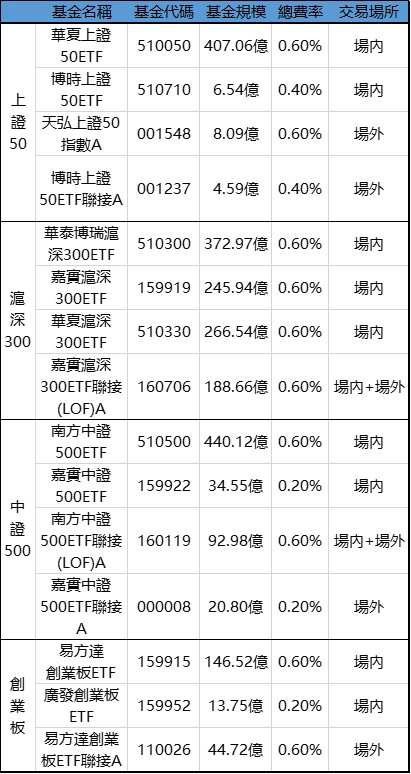 基金名稱 基金代碼 基金規模 總費率 交易場所
上證50
華夏上證50ETF 510050 407.06億 0.60% 場內
博時上證50ETF 510710 6.54億 0.40% 場內
天弘上證50指數A 001548 8.09億 0.60% 場外
博時上證50ETF聯接A 001237 4.59億 0.40% 場外
滬深300
華泰博瑞滬深300ETF 510300 372.97億 0.60% 場內
嘉實滬深300ETF 159919 245.94億 0.60% 場內
華夏滬深300ETF 510330 266.54億 0.60% 場內
嘉實滬深300ETF聯接(LOF)A 160706 188.66億 0.60% 場內+場外
中證500
南方中證500ETF 510500 440.12億 0.60% 場內
嘉實中證500ETF 159922 34.55億 0.20% 場內
南方中證500ETF聯接(LOF)A 160119 92.98億 0.60% 場內+場外
嘉實中證500ETF聯接A 000008 20.80億 0.20% 場外
創業板
易方達創業板ETF 159915 146.52億 0.60% 場內
廣發創業板ETF 159952 13.75億 0.20% 場內
易方達創業板ETF聯接A 110026 44.72億 0.60% 場外